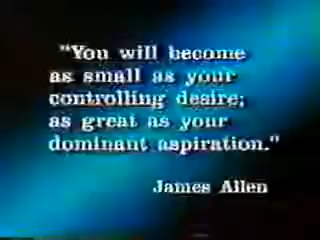 "You will become
as small as your
controlling desire;
as great as your
dominant aspiration."
James Allen